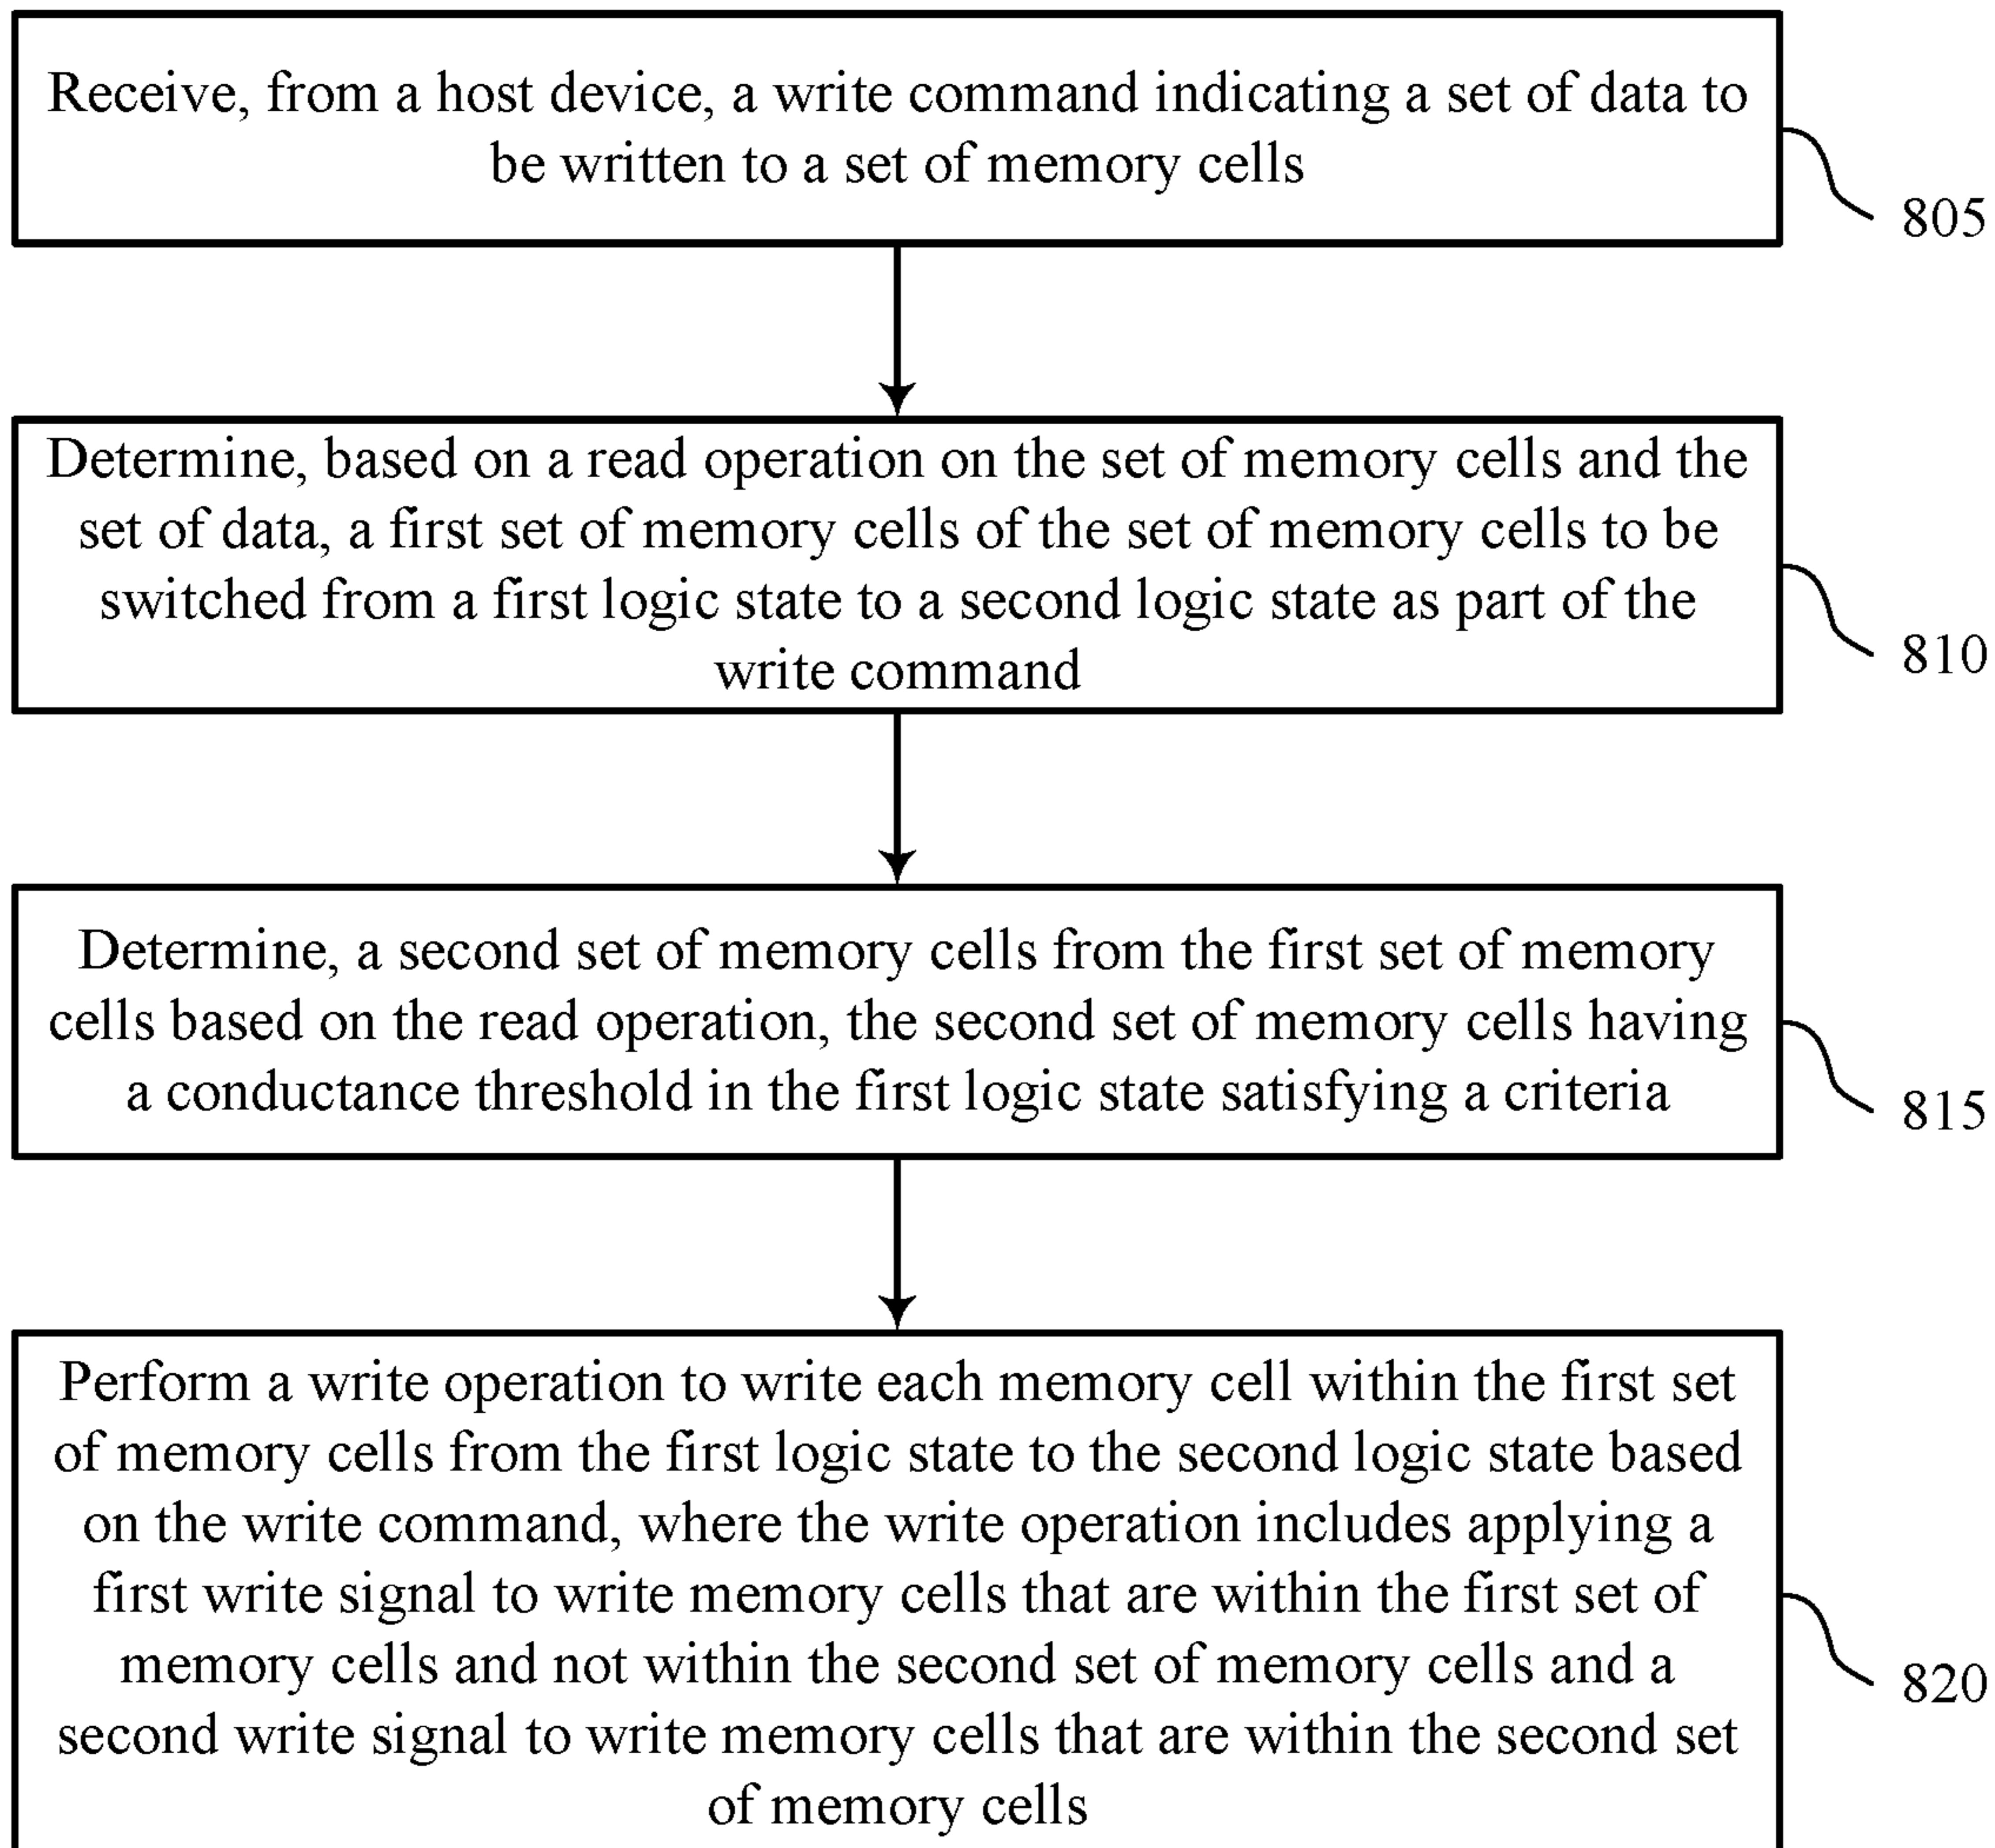 Receive, from a host device, a write command indicating a set of data to
be written to a set of memory cells
805
Determine, based on a read operation on the set of memory cells and the
set of data, a first set of memory cells of the set of memory cells to be
switched from a first logic state to a second logic state as part of the
write command
810
Determine, a second set of memory cells from the first set of memory
cells based on the read operation, the second set of memory cells having
a conductance threshold in the first logic state satisfying a criteria
815
Perform a write operation to write each memory cell within the first set
of memory cells from the first logic state to the second logic state based
on the write command, where the write operation includes applying a
first write signal to write memory cells that are within the first set of
memory cells and not within the second set of memory cells and a
second write signal to write memory cells that are within the second set
of memory cells
820